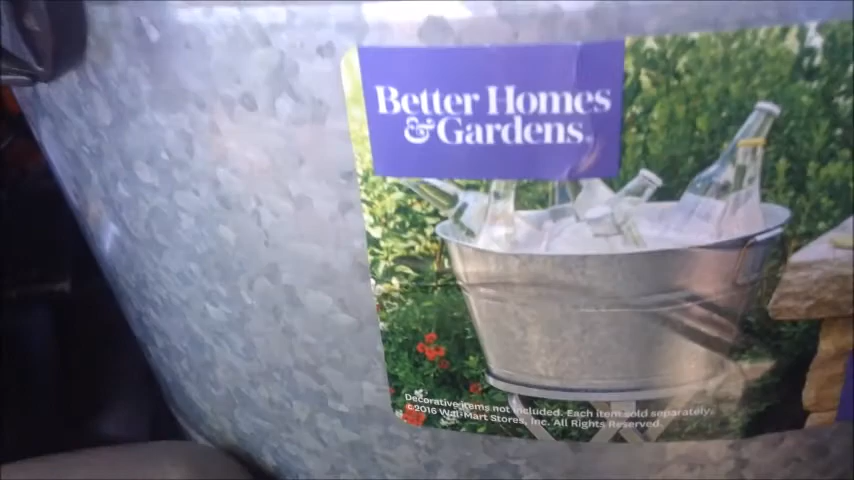 Better Homes
& Gardens.
Decorative items not included. Each item sold separately.
©2016 Wal-Mart Stores, Inc. All Rights Reserved.